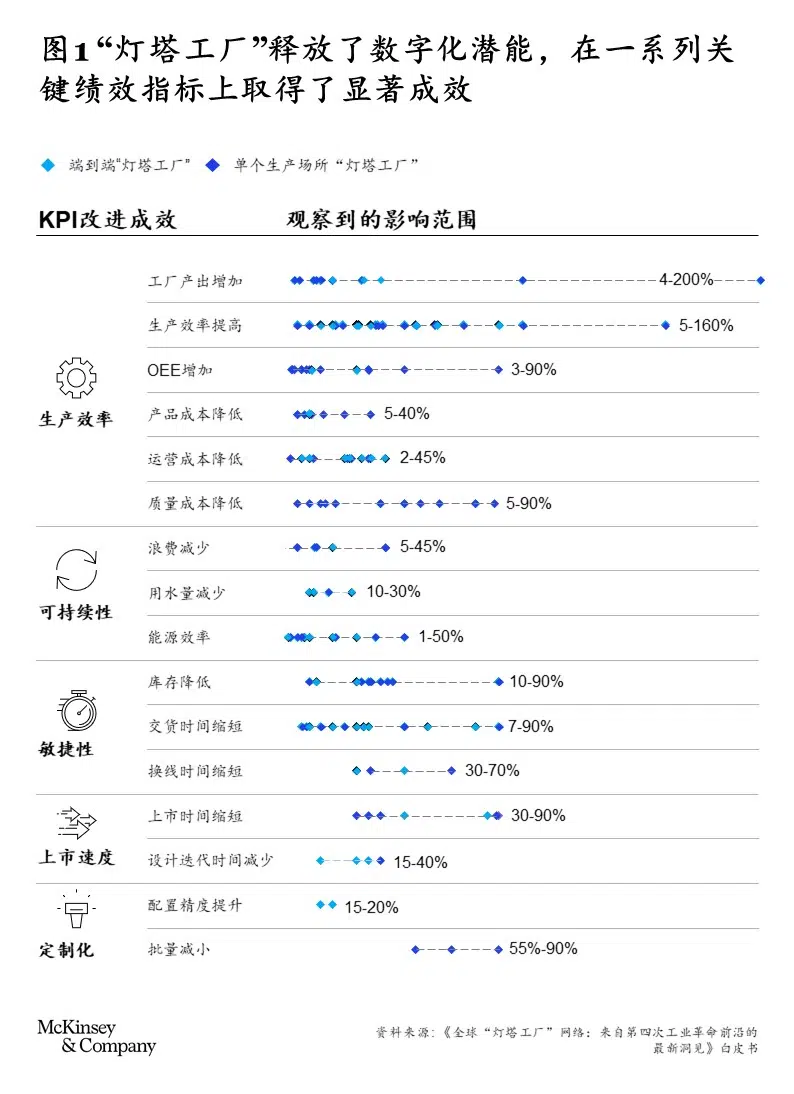 图1 “灯塔工厂”释放了数字化潜能，在一系列关
键绩效指标上取得了显著成效
端到端“灯塔工厂” 单个生产场所“灯塔工厂”
KPI改进成效 观察到的影响范围
工厂产出增加 4-200%
生产效率提高 5-160%
OEE增加 3-90%
生产效率
产品成本降低 5-40%
运营成本降低 2-45%
质量成本降低 5-90%
浪费减少 5-45%
可持续性
用水量减少 10-30%
能源效率 1-50%
库存降低 10-90%
敏捷性
交货时间缩短 7-90%
换线时间缩短 30-70%
上市时间缩短 30-90%
上市速度
设计迭代时间减少 15-40%
配置精度提升 15-20%
定制化
批量减小 55%-90%
McKinsey
& Company
资料来源：《全球“灯塔工厂”网络：来自第四次工业革命前沿的
最新洞见》白皮书